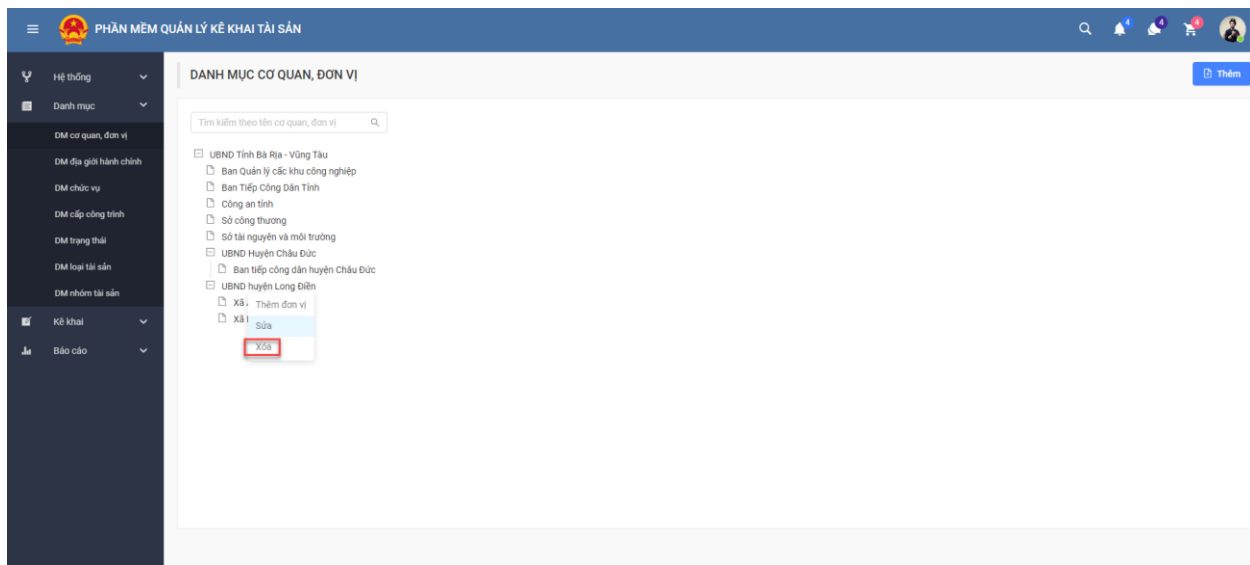 PHẦN MỀM QUẢN LÝ KÊ KHAI TÀI SẢN
4
4
4
Hệ thống
Danh mục
DM cơ quan, đơn vị
DM địa giới hành chính
DM chức vụ
DM cấp công trình
DM trạng thái
DM loại tài sản
DM nhóm tài sản
Kê khai
Báo cáo
DANH MỤC CƠ QUAN, ĐƠN VỊ
Thêm
Tìm kiếm theo tên cơ quan, đơn vị
UBND Tỉnh Bà Rịa - Vũng Tàu
Ban Quản lý các khu công nghiệp
Ban Tiếp Công Dân Tỉnh
Công an tỉnh
Sở công thương
Sở tài nguyên và môi trường
UBND Huyện Châu Đức
Ban tiếp công dân huyện Châu Đức
UBND huyện Long Điền
Xã
Xã
Thêm đơn vị
Sửa
Xóa